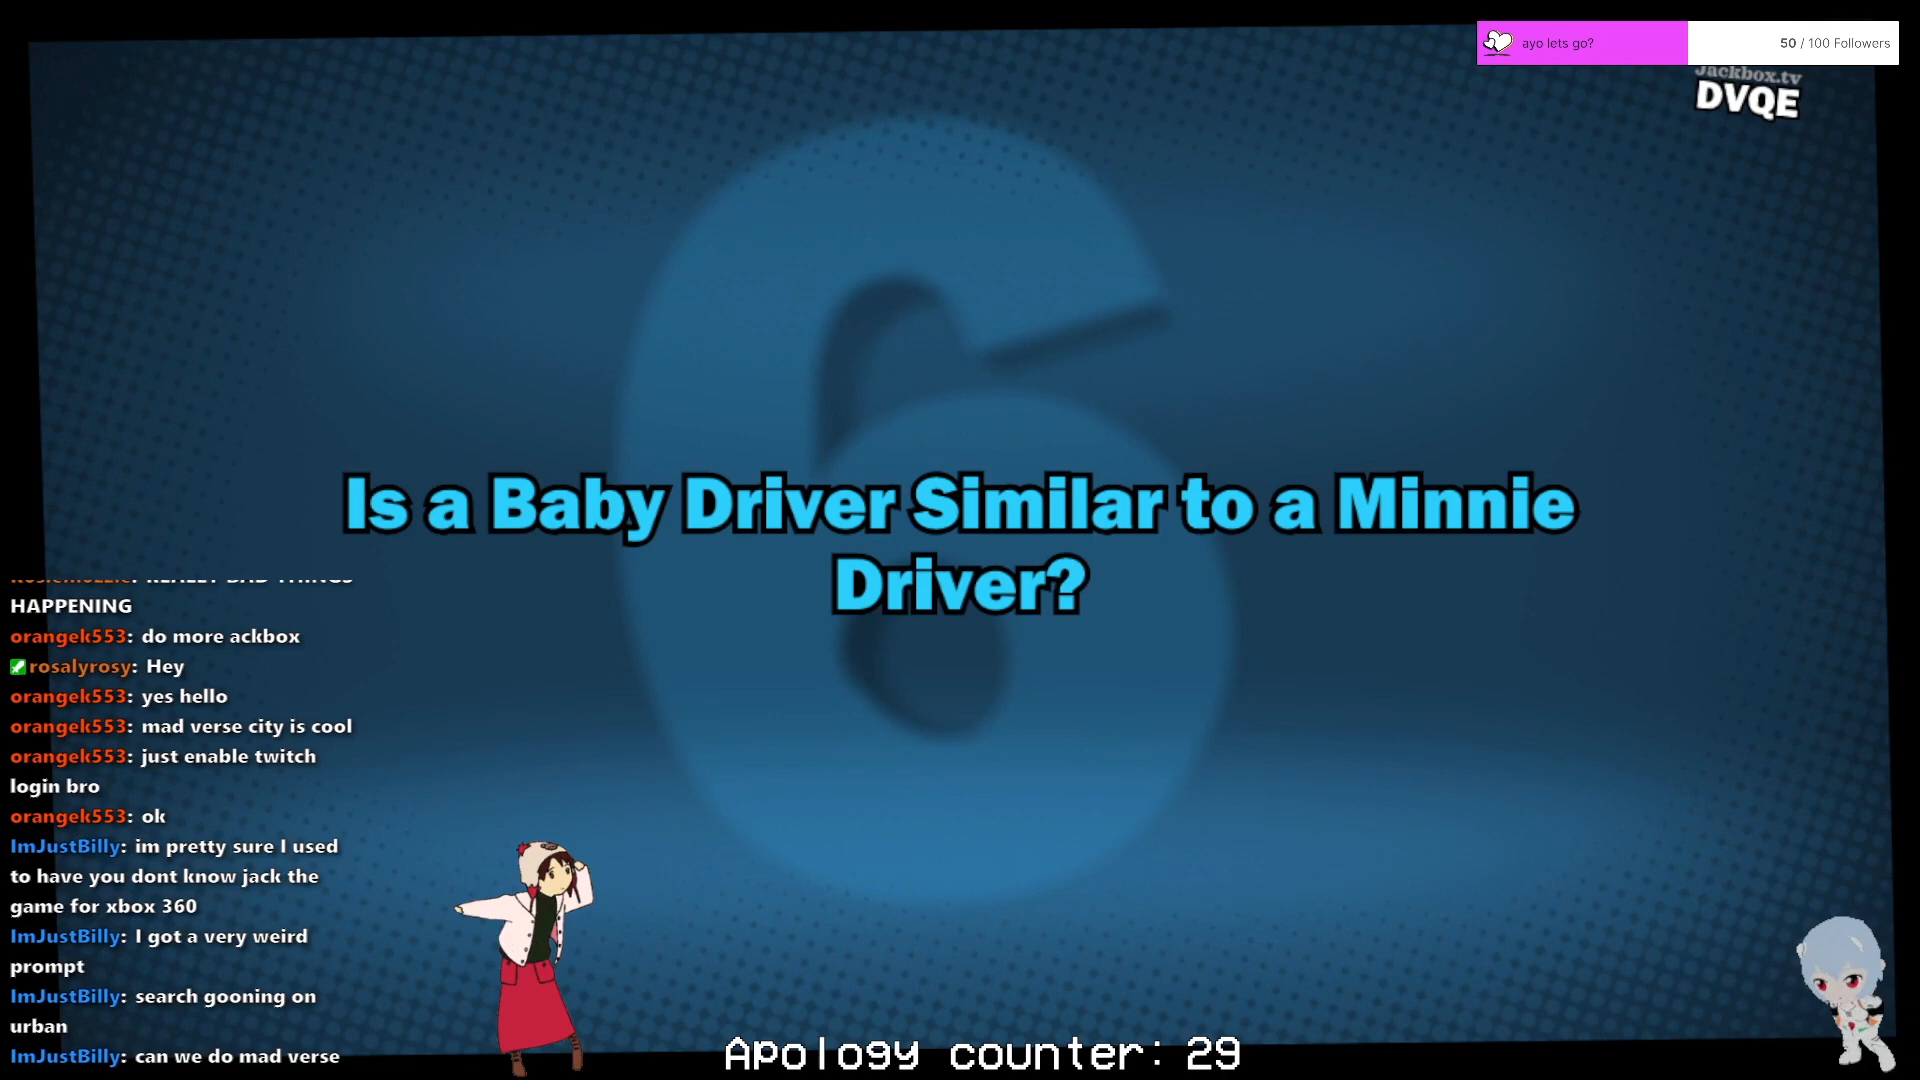 ayo lets go?
50 / 100 Followers
Jackbox.tv
DVQE
Is a Baby Driver Similar to a Minnie
Driver?
HAPPENING
orangek553: do more ackbox
rosalyrosy: Hey
orangek553: yes hello
orangek553: mad verse city is cool
orangek553: just enable twitch
login bro
orangek553: ok
ImJustBilly: im pretty sure I used
to have you dont know jack the
game for xbox 360
ImJustBilly: I got a very weird
prompt
ImJustBilly: search gooning on
urban
ImJustBilly: can we do mad verse
Apology counter: 29